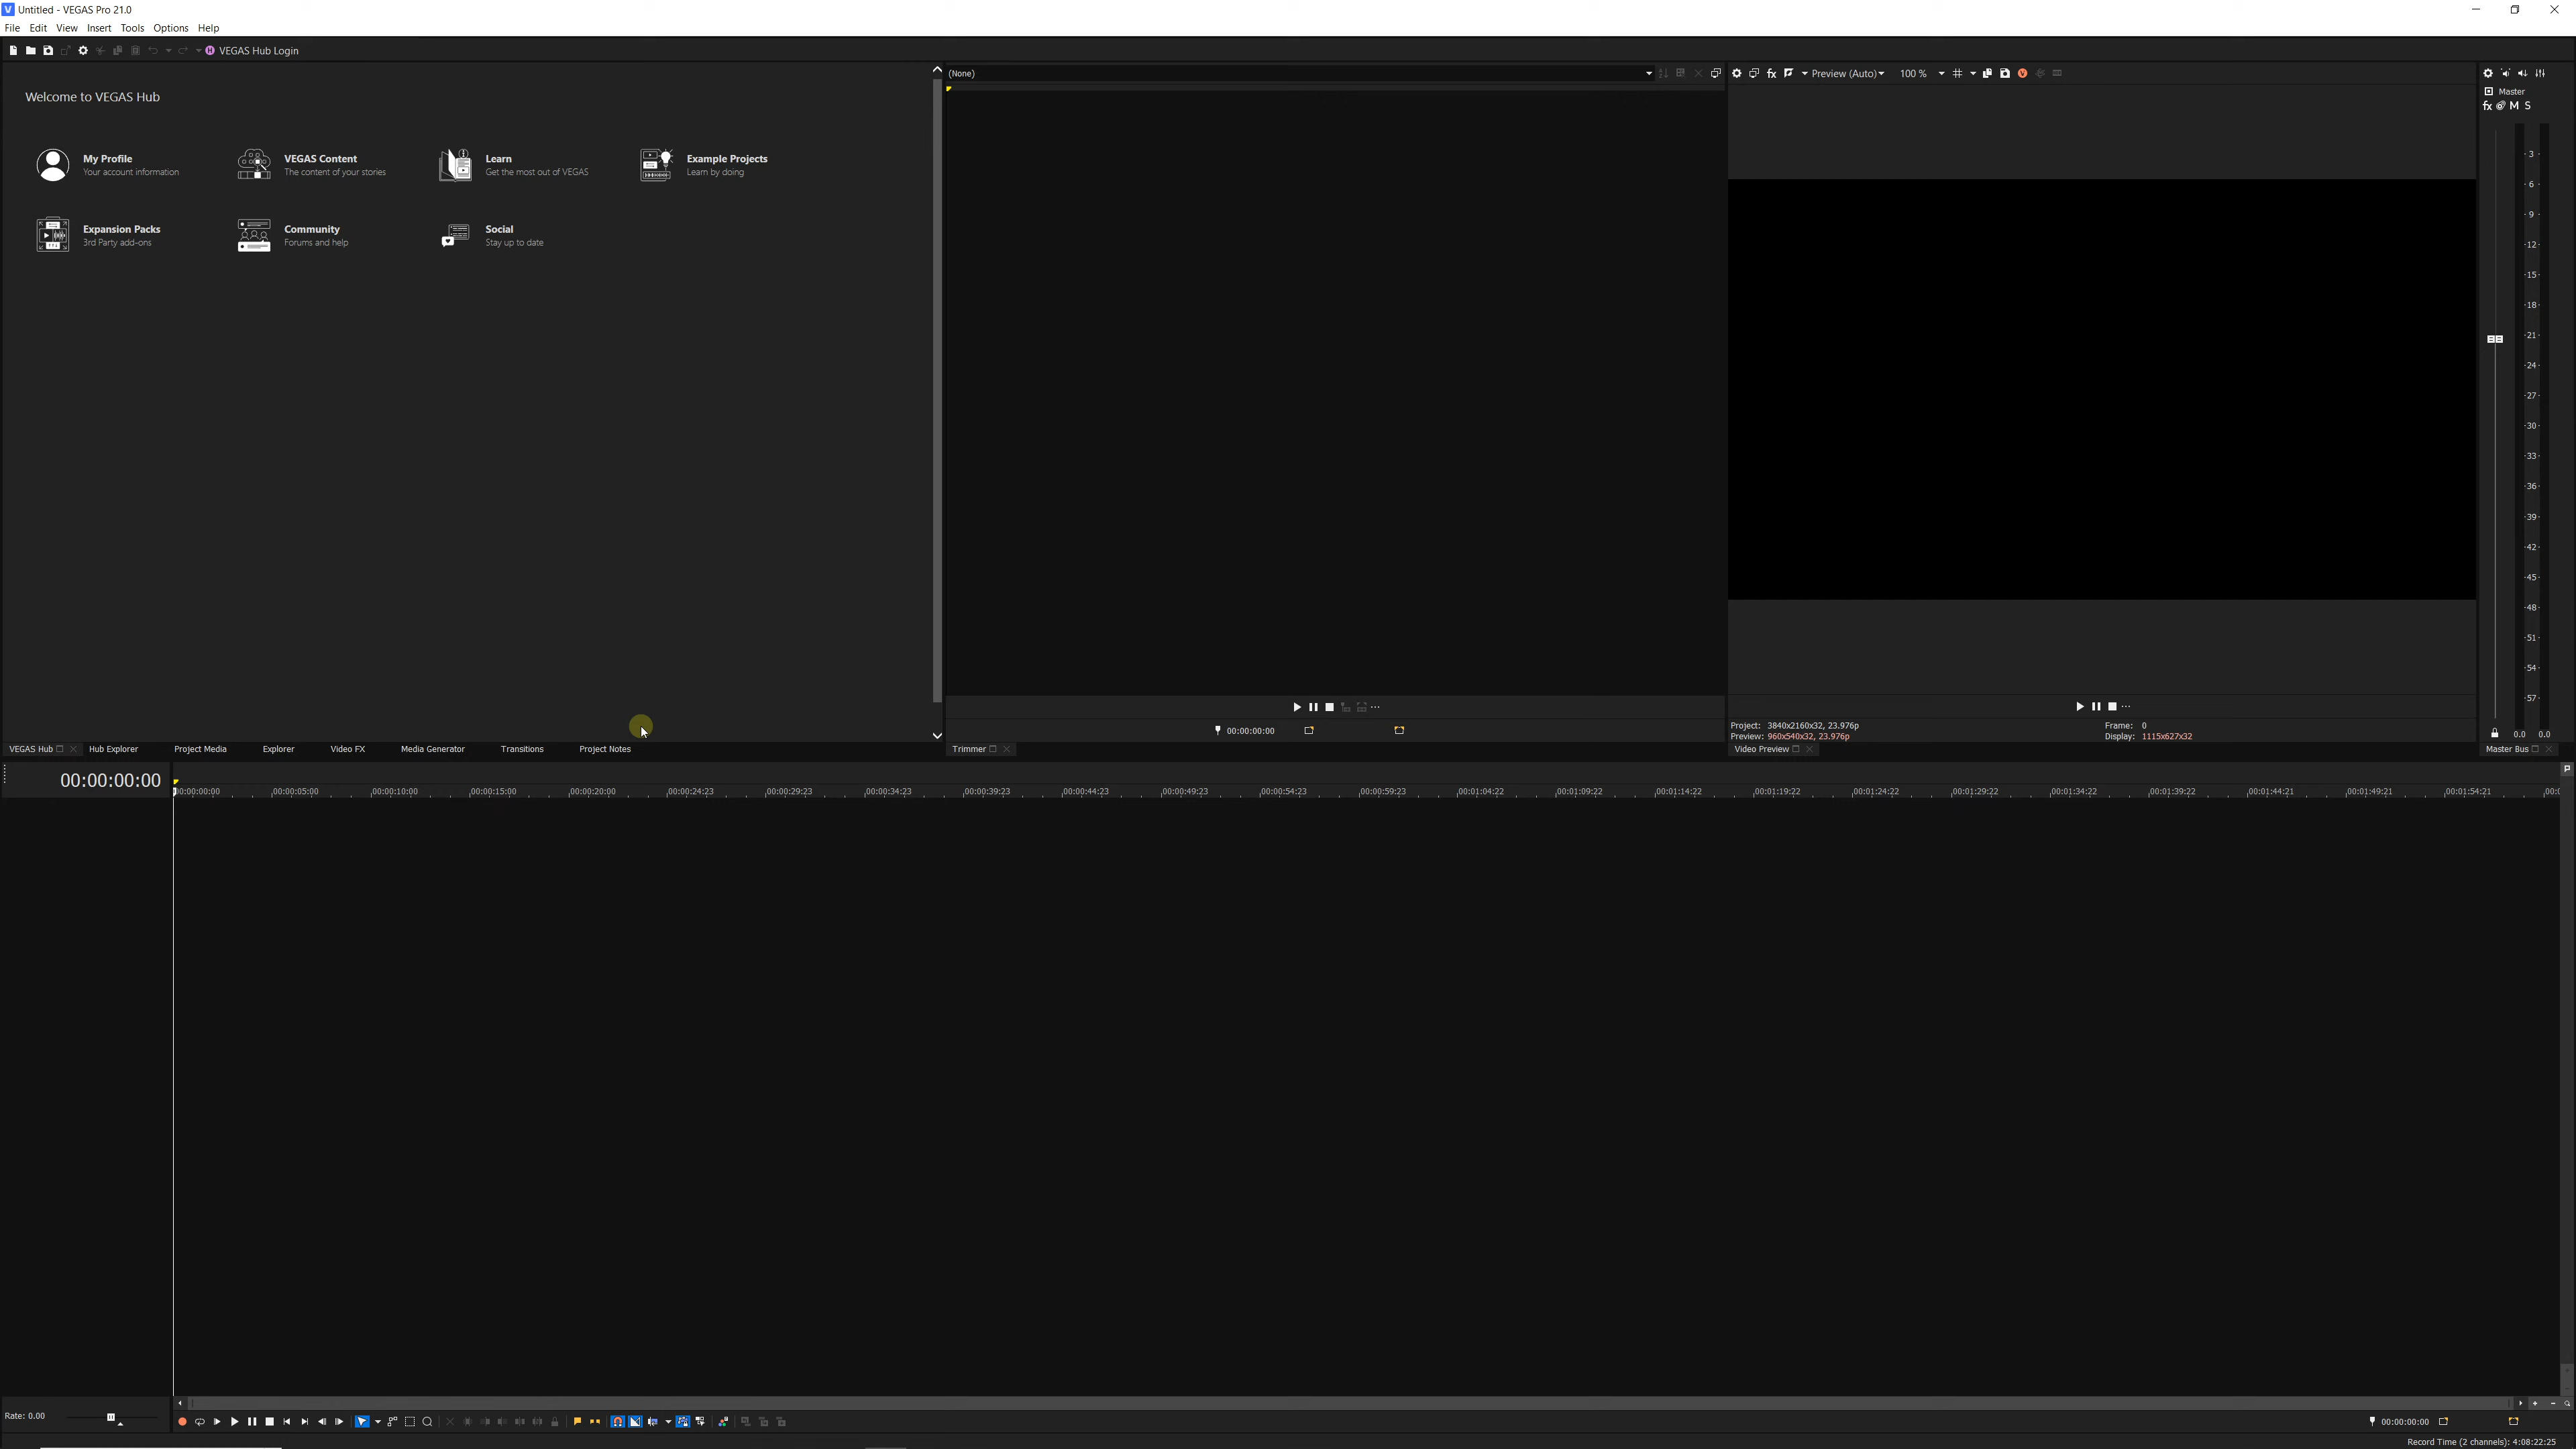 Untitled - VEGAS Pro 21.0
File Edit View Insert Tools Options Help
VEGAS Hub Login
Welcome to VEGAS Hub
My Profile
Your account information
VEGAS Content
The content of your stories
Learn
Get the most out of VEGAS
Example Projects
Learn by doing
Expansion Packs
3rd Party add-ons
Community
Forums and help
Social
Stay up to date
VEGAS Hub Hub Explorer Project Media Explorer Video FX Media Generator Transitions Project Notes
(None)
00:00:00:00
Trimmer
fx Preview (Auto) 100 %
Project: 3840x2160x32, 23.976p
Preview: 960x540x32, 23.976p
Frame: 0
Display: 1115x627x32
Video Preview
Master
fx M S
-3-
-6-
-9-
-12-
-15-
-18-
-21-
-24-
-27-
-30-
-33-
-36-
-39-
-42-
-45-
-48-
-51-
-54-
-57-
0.0 0.0
Master Bus
00:00:00:00
00:00:00:00 00:00:05:00 00:00:10:00 00:00:15:00 00:00:20:00 00:00:24:23 00:00:29:23 00:00:34:23 00:00:39:23 00:00:44:23 00:00:49:23 00:00:54:23 00:00:59:23 00:01:04:22 00:01:09:22 00:01:14:22 00:01:19:22 00:01:24:22 00:01:29:22 00:01:34:22 00:01:39:22 00:01:44:21 00:01:49:21 00:01:54:21
Rate: 0.00
00:00:00:00
Record Time (2 channels): 4:08:22:25